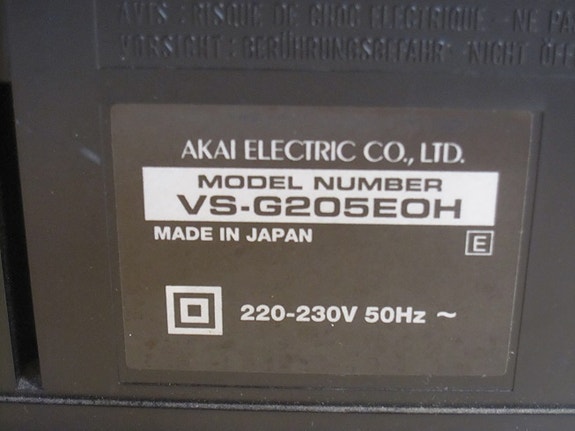 AVIS : RISQUE DE CHOC ELECTRIQUE - NE PA
VORSICHT : BERÜHRUNGSGEFAHR - NICHT ÖFF
AKAI ELECTRIC CO., LTD.
MODEL NUMBER
VS-G205EOH
MADE IN JAPAN
E
220-230V 50Hz ~